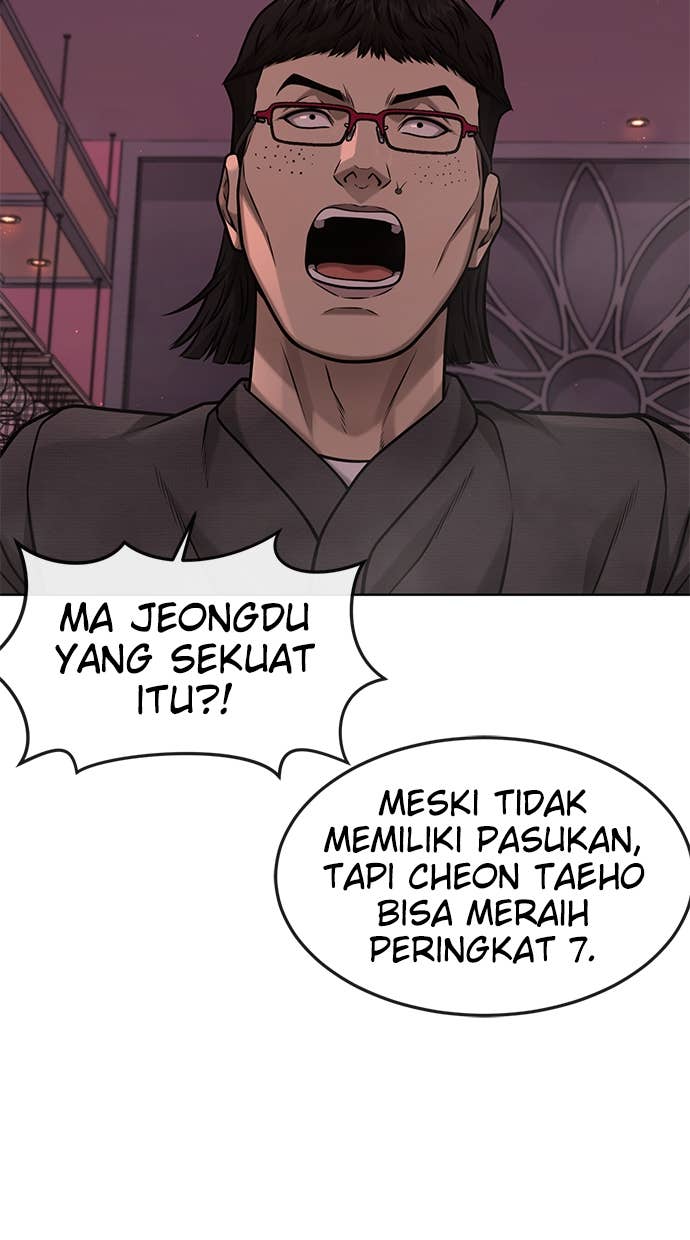 MA JEONGDU
YANG SEKUAT
ITU?!
MESKI TIDAK
MEMILIKI PASUKAN,
TAPI CHEON TAEHO
BISA MERAIH
PERINGKAT 7.